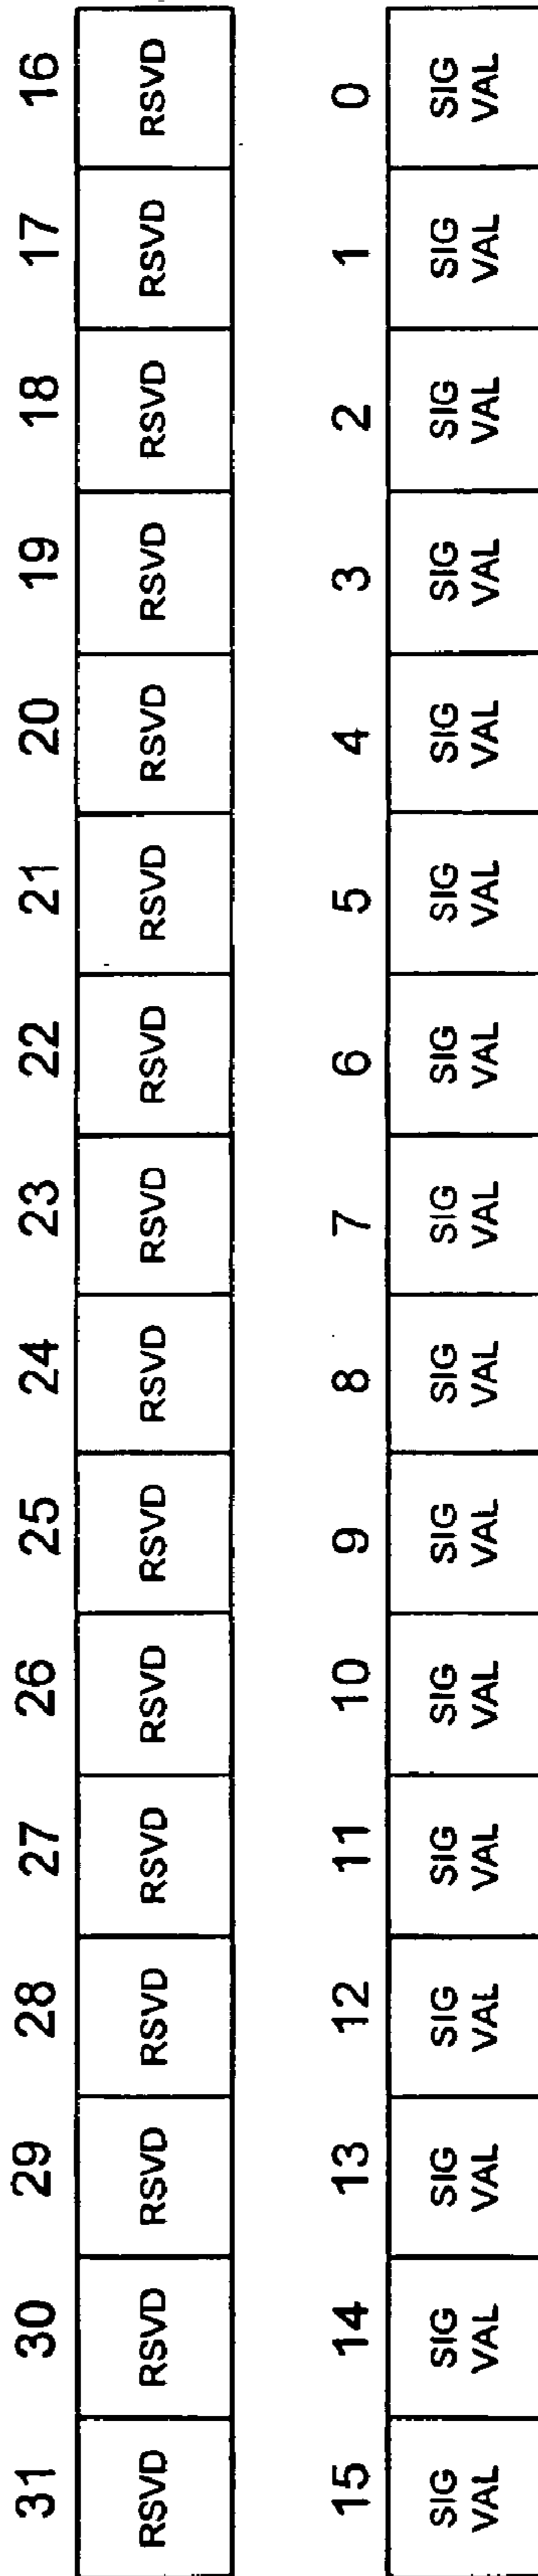 31 30 29 28 27 26 25 24 23 22 21 20 19 18 17 16
RSVD RSVD RSVD RSVD RSVD RSVD RSVD RSVD RSVD RSVD RSVD RSVD RSVD RSVD RSVD RSVD
15 14 13 12 11 10 9 8 7 6 5 4 3 2 1 0
SIG SIG SIG SIG SIG SIG SIG SIG SIG SIG SIG SIG SIG SIG SIG SIG
VAL VAL VAL VAL VAL VAL VAL VAL VAL VAL VAL VAL VAL VAL VAL VAL